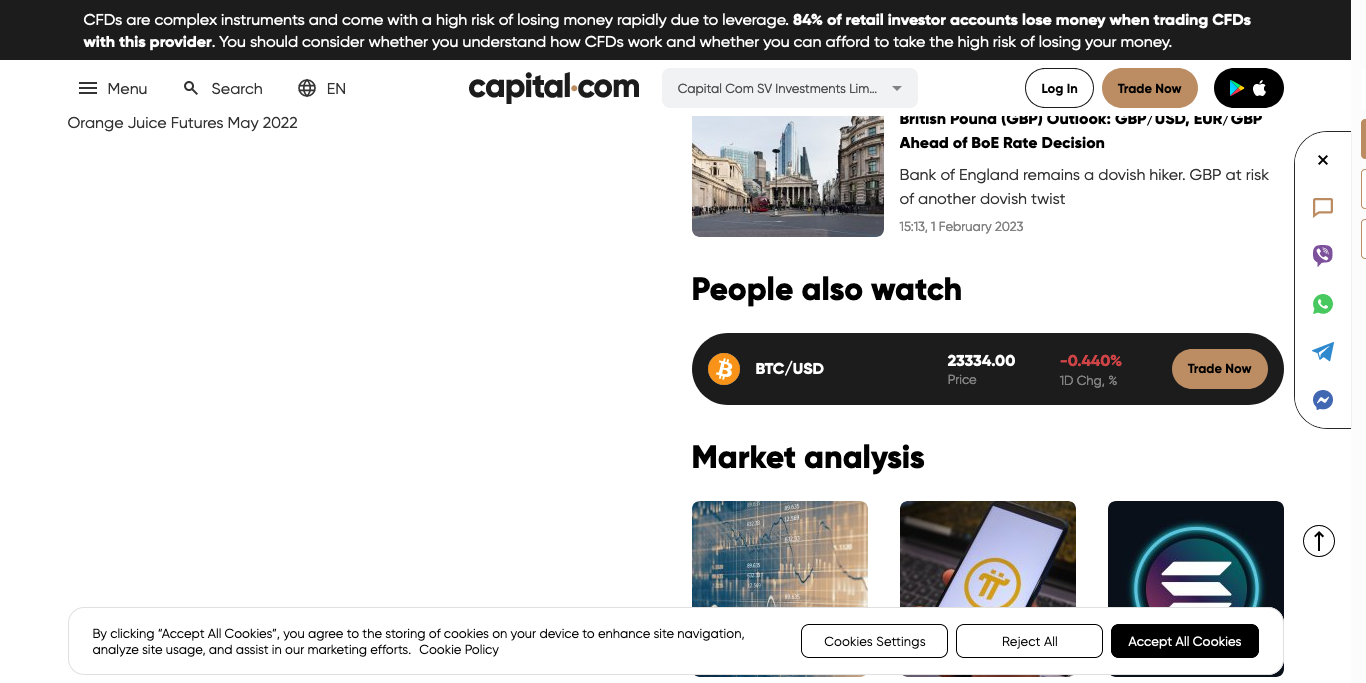 CFDs are complex instruments and come with a high risk of losing money rapidly due to leverage. 84% of retail investor accounts lose money when trading CFDs
with this provider. You should consider whether you understand how CFDs work and whether you can afford to take the high risk of losing your money.
Menu Search EN capital.com Capital Com SV Investments Lim... Log In Trade Now
Orange Juice Futures May 2022
British Pound (GBP) Outlook: GBP/USD, EUR/GBP
Ahead of BoE Rate Decision
Bank of England remains a dovish hiker. GBP at risk
of another dovish twist
15:13, 1 February 2023
People also watch
BTC/USD 23334.00 -0.440% Trade Now
Price 1D Chg, %
Market analysis
By clicking “Accept All Cookies”, you agree to the storing of cookies on your device to enhance site navigation,
analyze site usage, and assist in our marketing efforts. Cookie Policy
Cookies Settings Reject All Accept All Cookies